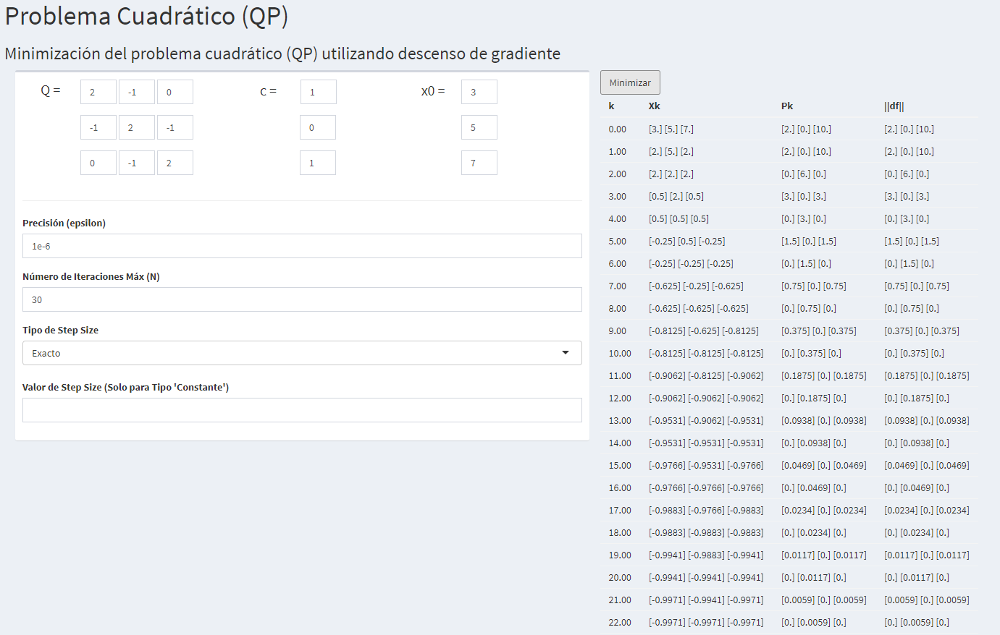 Problema Cuadrático (QP)
Minimización del problema cuadrático (QP) utilizando descenso de gradiente
Q = 2 -1 0 c = 1 x0 = 3
-1 2 -1 0 5
0 -1 2 1 7
Precisión (epsilon)
1e-6
Número de Iteraciones Máx (N)
30
Tipo de Step Size
Exacto
Valor de Step Size (Solo para Tipo 'Constante')
Minimizar
k Xk Pk ||df||
0.00 [3.] [5.] [7.] [2.] [0.] [10.] [2.] [0.] [10.]
1.00 [2.] [5.] [2.] [2.] [0.] [10.] [2.] [0.] [10.]
2.00 [2.] [2.] [2.] [0.] [6.] [0.] [0.] [6.] [0.]
3.00 [0.5] [2.] [0.5] [3.] [0.] [3.] [3.] [0.] [3.]
4.00 [0.5] [0.5] [0.5] [0.] [3.] [0.] [0.] [3.] [0.]
5.00 [-0.25] [0.5] [-0.25] [1.5] [0.] [1.5] [1.5] [0.] [1.5]
6.00 [-0.25] [-0.25] [-0.25] [0.] [1.5] [0.] [0.] [1.5] [0.]
7.00 [-0.625] [-0.25] [-0.625] [0.75] [0.] [0.75] [0.75] [0.] [0.75]
8.00 [-0.625] [-0.625] [-0.625] [0.] [0.75] [0.] [0.] [0.75] [0.]
9.00 [-0.8125] [-0.625] [-0.8125] [0.375] [0.] [0.375] [0.375] [0.] [0.375]
10.00 [-0.8125] [-0.8125] [-0.8125] [0.] [0.375] [0.] [0.] [0.375] [0.]
11.00 [-0.9062] [-0.8125] [-0.9062] [0.1875] [0.] [0.1875] [0.1875] [0.] [0.1875]
12.00 [-0.9062] [-0.9062] [-0.9062] [0.] [0.1875] [0.] [0.] [0.1875] [0.]
13.00 [-0.9531] [-0.9062] [-0.9531] [0.0938] [0.] [0.0938] [0.0938] [0.] [0.0938]
14.00 [-0.9531] [-0.9531] [-0.9531] [0.] [0.0938] [0.] [0.] [0.0938] [0.]
15.00 [-0.9766] [-0.9531] [-0.9766] [0.0469] [0.] [0.0469] [0.0469] [0.] [0.0469]
16.00 [-0.9766] [-0.9766] [-0.9766] [0.] [0.0469] [0.] [0.] [0.0469] [0.]
17.00 [-0.9883] [-0.9766] [-0.9883] [0.0234] [0.] [0.0234] [0.0234] [0.] [0.0234]
18.00 [-0.9883] [-0.9883] [-0.9883] [0.] [0.0234] [0.] [0.] [0.0234] [0.]
19.00 [-0.9941] [-0.9883] [-0.9941] [0.0117] [0.] [0.0117] [0.0117] [0.] [0.0117]
20.00 [-0.9941] [-0.9941] [-0.9941] [0.] [0.0117] [0.] [0.] [0.0117] [0.]
21.00 [-0.9971] [-0.9941] [-0.9971] [0.0059] [0.] [0.0059] [0.0059] [0.] [0.0059]
22.00 [-0.9971] [-0.9971] [-0.9971] [0.] [0.0059] [0.] [0.] [0.0059] [0.]